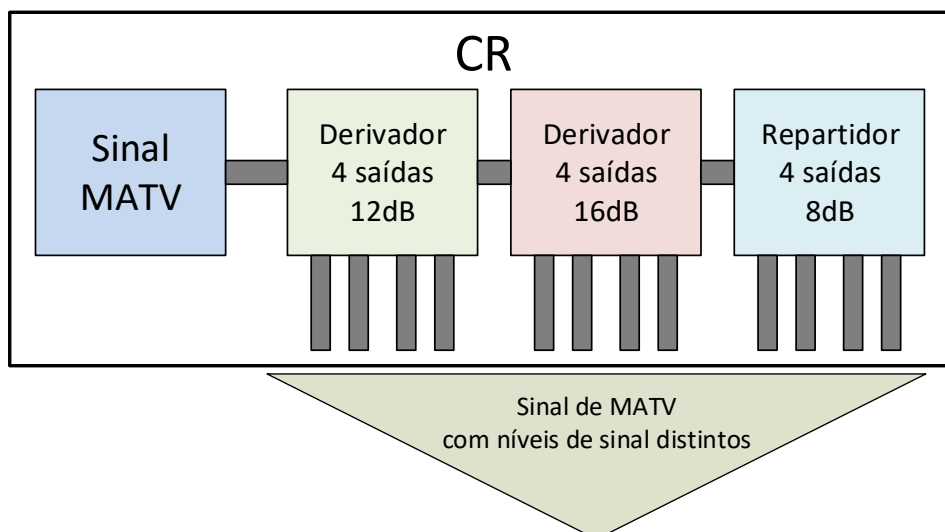 CR
Sinal
MATV
Derivador
4 saídas
12dB
Derivador
4 saídas
16dB
Repartidor
4 saídas
8dB
Sinal de MATV
com níveis de sinal distintos